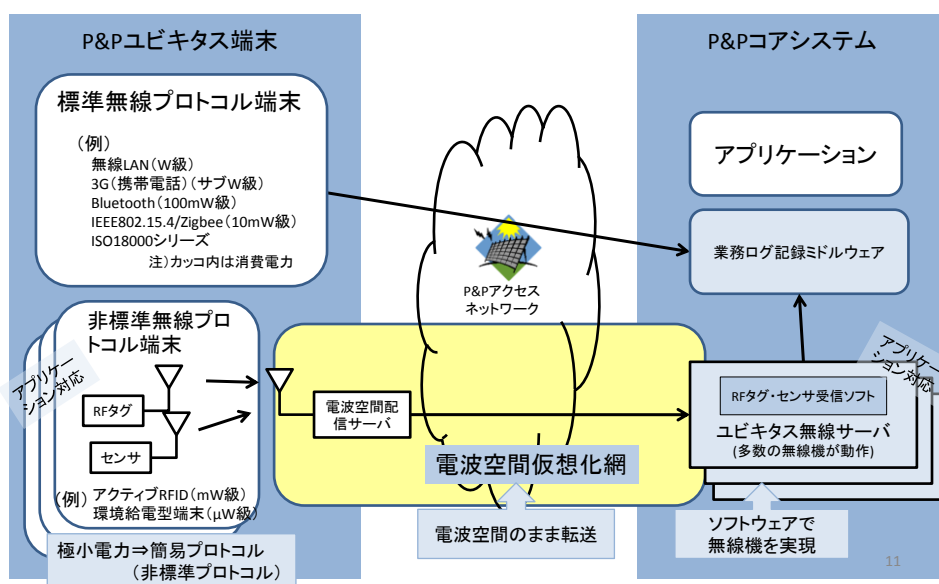 P&Pユビキタス端末
標準無線プロトコル端末
(例)
無線LAN(W級)
3G(携帯電話)(サブW級)
Bluetooth(100mW級)
IEEE802.15.4/Zigbee(10mW級)
ISO18000シリーズ
注)カッコ内は消費電力
非標準無線プロ
トコル端末
アプリケー
ション対応
RFタグ
センサ
(例)
アクティブRFID(mW級)
環境給電型端末(μW級)
極小電力⇒簡易プロトコル
(非標準プロトコル)
P&Pアクセス
ネットワーク
電波空間配
信サーバ
電波空間仮想化網
電波空間のまま転送
P&Pコアシステム
アプリケーション
業務ログ記録ミドルウェア
アプリケー
ション対応
RFタグ・センサ受信ソフト
ユビキタス無線サーバ
(多数の無線機が動作)
ソフトウェアで
無線機を実現
11